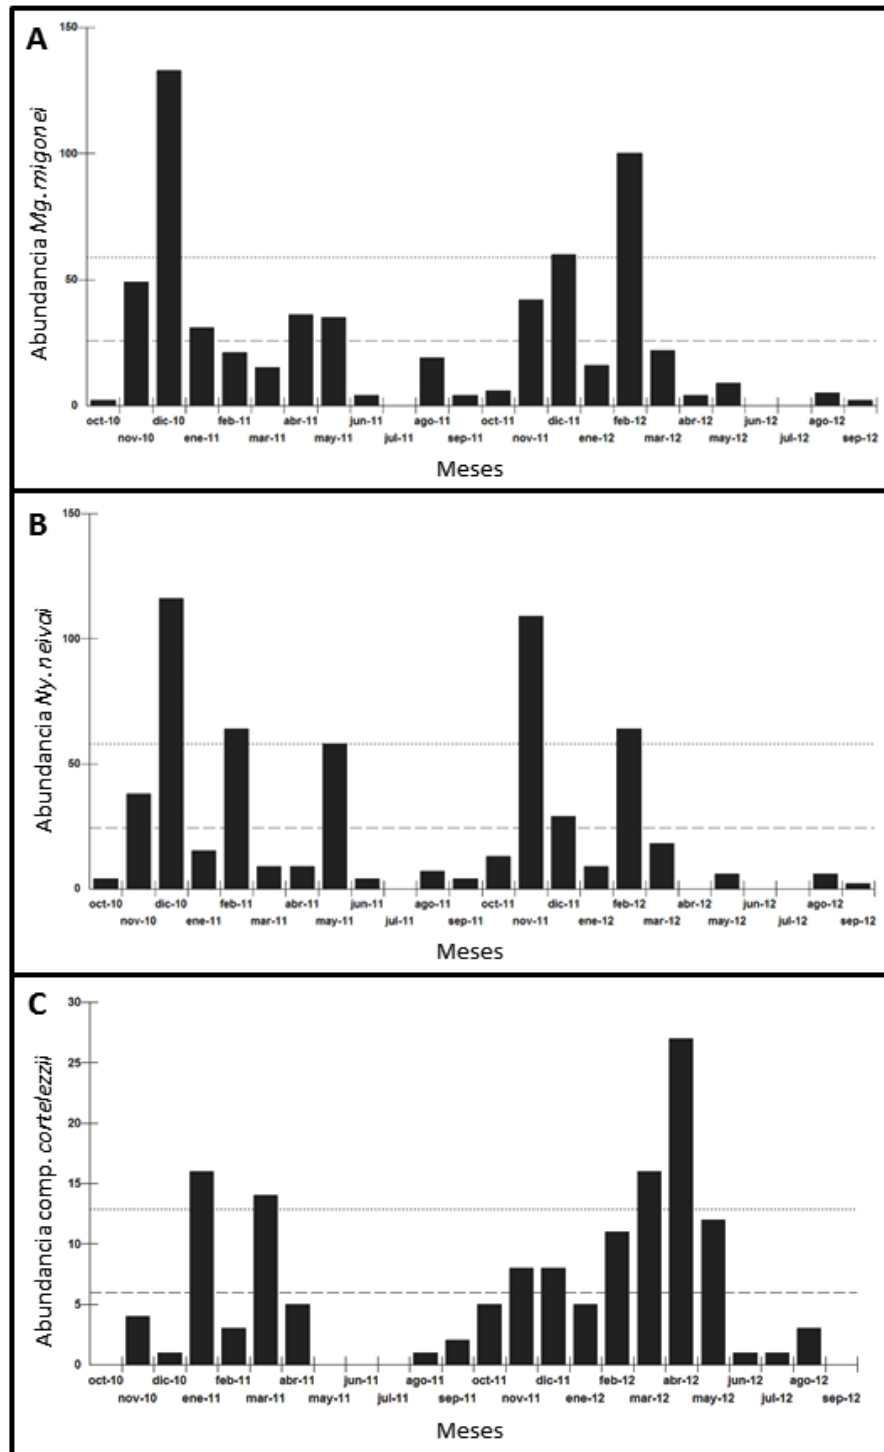 A
150
100
50
0
Abundancia Mg. migonei
oct-10 dic-10 feb-11 abr-11 jun-11 ago-11 oct-11 dic-11 feb-12 abr-12 jun-12 ago-12
nov-10 ene-11 mar-11 may-11 jul-11 sep-11 nov-11 ene-12 mar-12 may-12 jul-12 sep-12
Meses
B
150
100
50
0
Abundancia Ny. neivai
oct-10 dic-10 feb-11 abr-11 jun-11 ago-11 oct-11 dic-11 feb-12 abr-12 jun-12 ago-12
nov-10 ene-11 mar-11 may-11 jul-11 sep-11 nov-11 ene-12 mar-12 may-12 jul-12 sep-12
Meses
C
30
25
20
15
10
5
0
Abundancia comp. cortelezzii
oct-10 dic-10 feb-11 abr-11 jun-11 ago-11 oct-11 dic-11 feb-12 abr-12 jun-12 ago-12
nov-10 ene-11 mar-11 may-11 jul-11 sep-11 nov-11 ene-12 mar-12 may-12 jul-12 sep-12
Meses